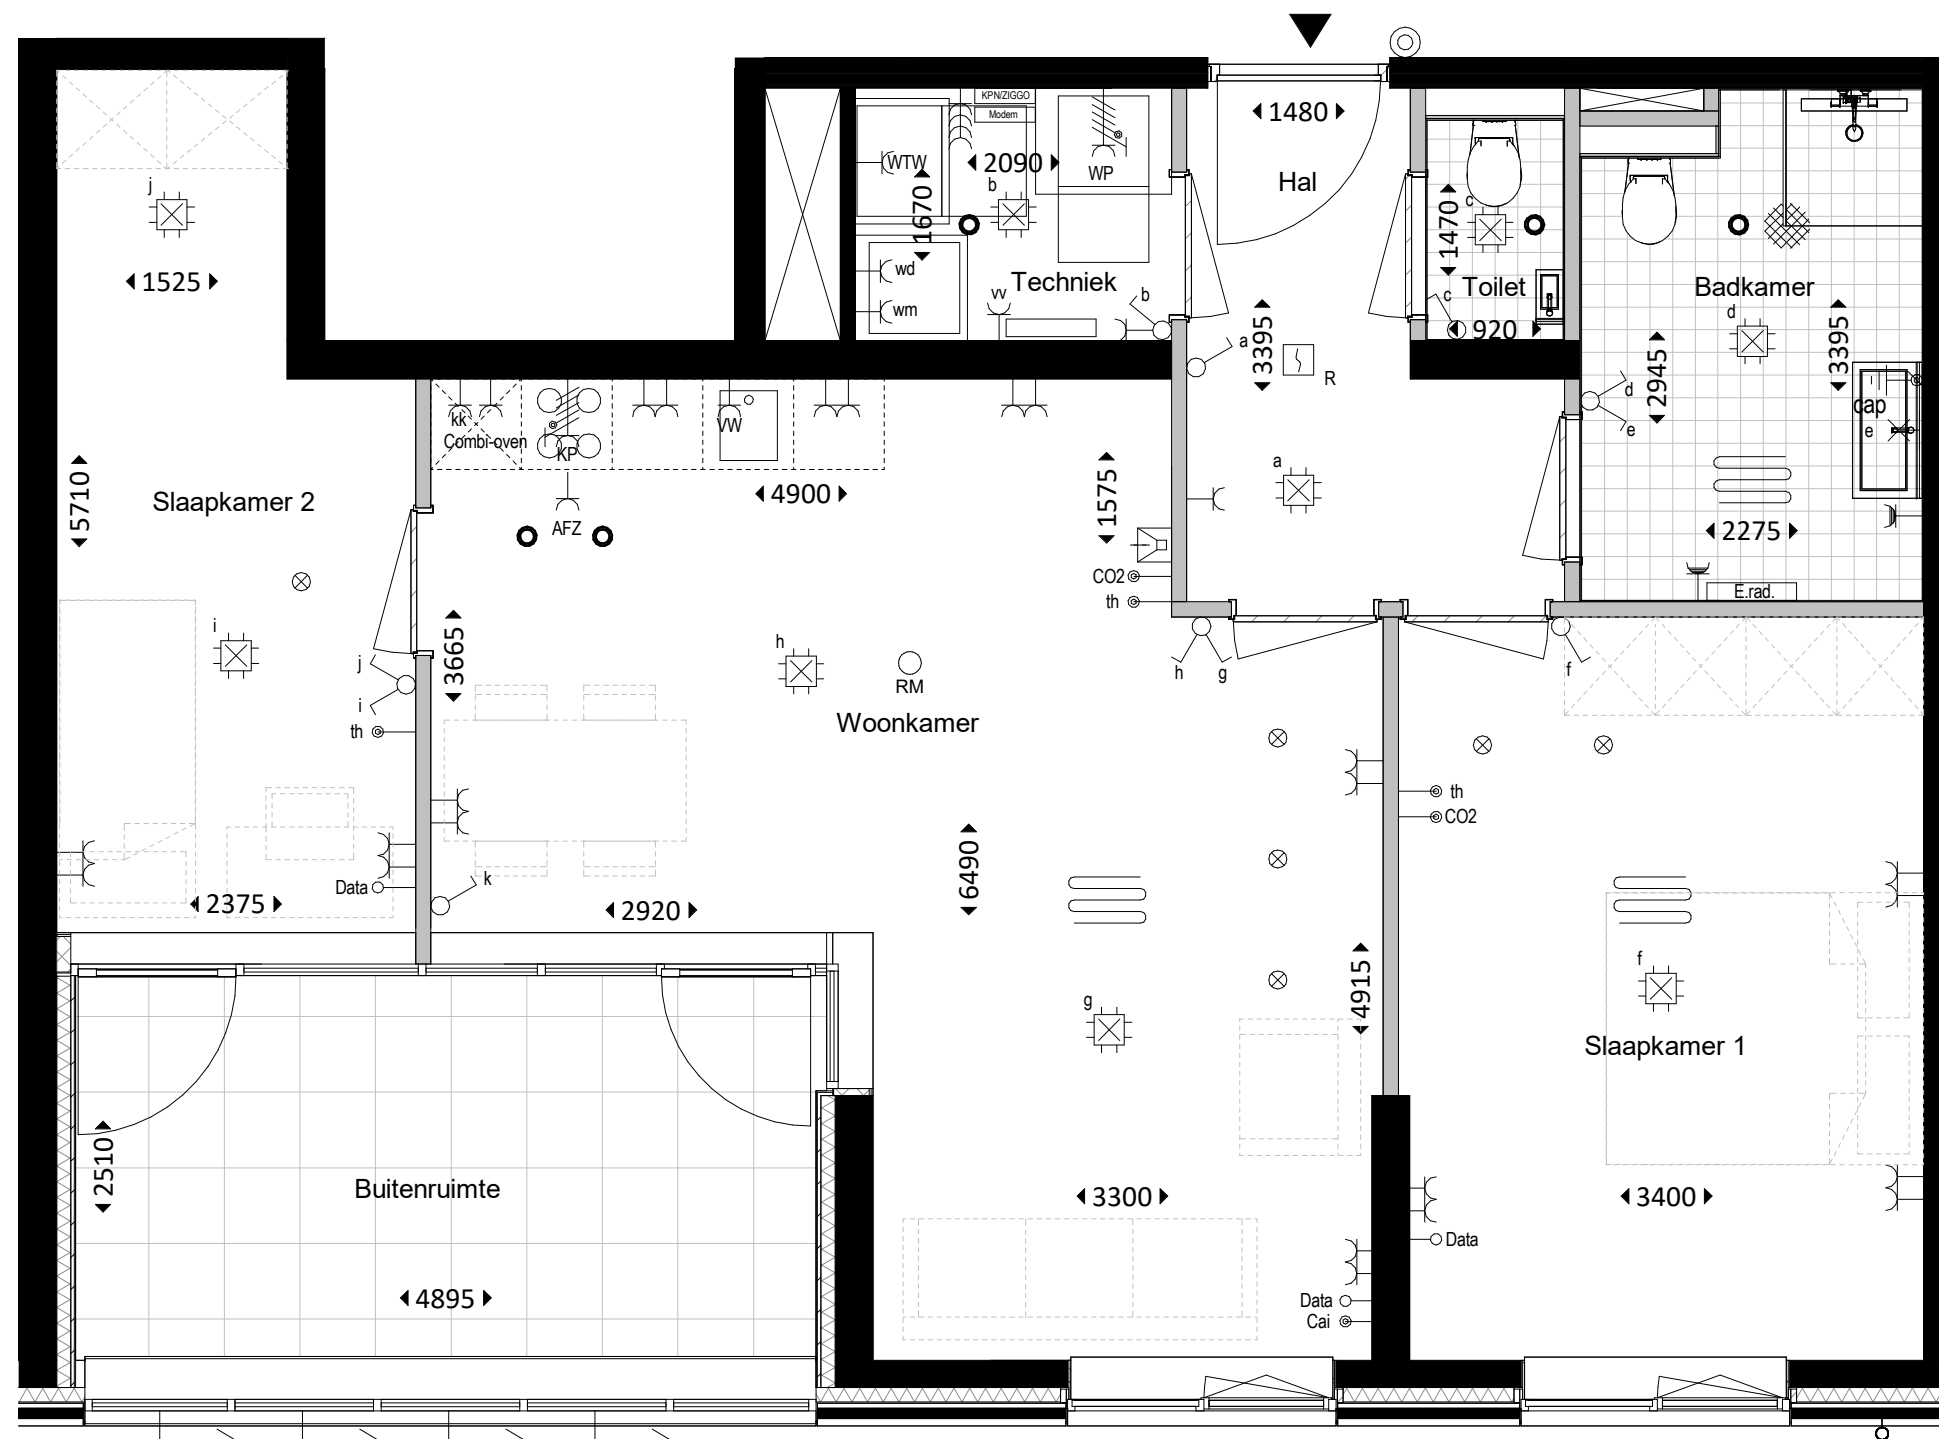 KPN/ZIGGO
Modem
1480
WTW
2090
WP
b
Hal
1670
j
c
1470
1525
wd
Techniek
Toilet
Badkamer
wm
vv
b
c
920
d
a
3395
R
2945
3395
d
e
cap
e
kk
Combi-oven
KP
VW
4900
AFZ
a
1575
2275
5710
Slaapkamer 2
CO2
th
E.rad.
i
3665
h
RM
h
g
f
j
i
th
Woonkamer
th
CO2
6490
Data
k
2375
2920
4915
f
g
Slaapkamer 1
2510
Buitenruimte
3300
3400
Data
4895
Data
Cai